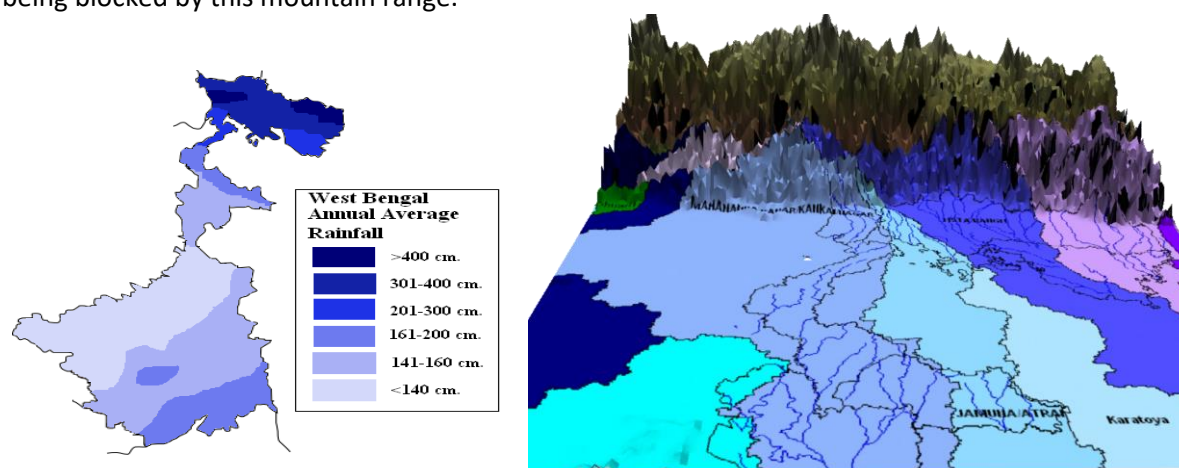 being blocked by this mountain range.
West Bengal
Annual Average
Rainfall
>400 cm.
301-400 cm.
201-300 cm.
161-200 cm.
141-160 cm.
<140 cm.
JAMUNA/ATRAI
Karatoya